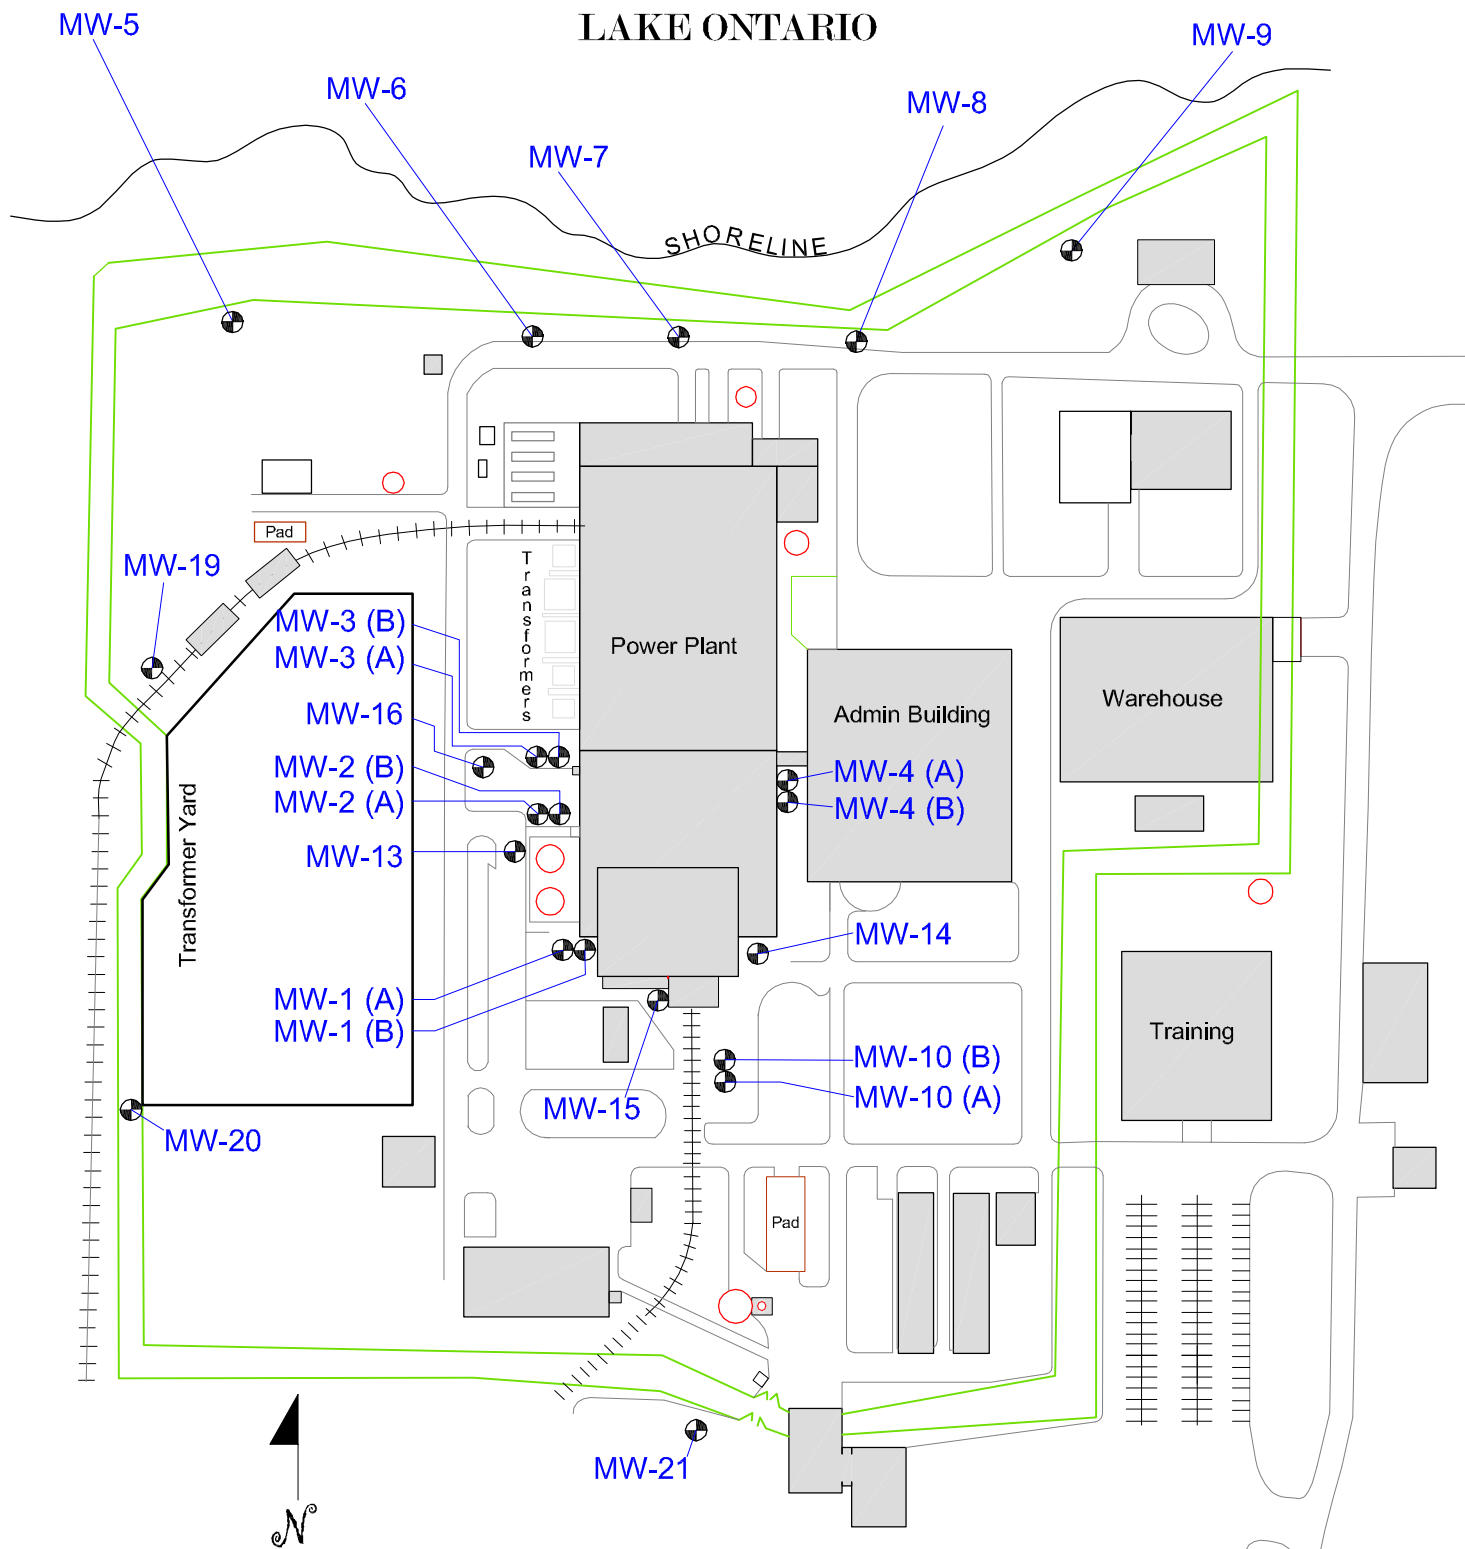 LAKE ONTARIO
MW-5
MW-9
MW-6
MW-8
MW-7
SHORELINE
Pad
MW-19
Transformers
MW-3 (B)
MW-3 (A)
Power Plant
Warehouse
MW-16
Admin Building
MW-2 (B)
MW-4 (A)
MW-2 (A)
MW-4 (B)
MW-13
Transformer Yard
MW-14
MW-1 (A)
MW-1 (B)
Training
MW-10 (B)
MW-10 (A)
MW-15
MW-20
Pad
MW-21
N